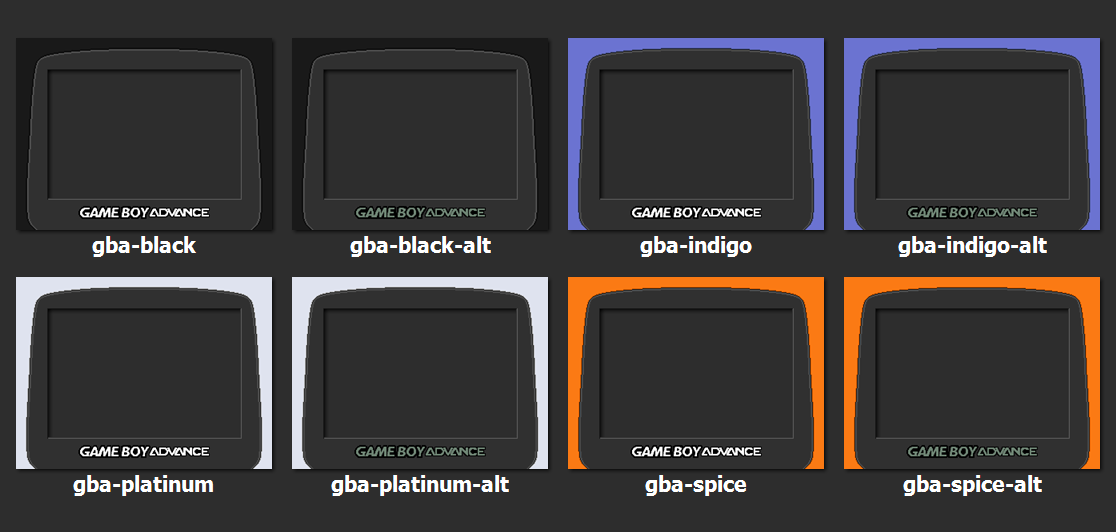 GAME BOY ADVANCE GAME BOY ADVANCE GAME BOY ADVANCE GAME BOY ADVANCE
gba-black gba-black-alt gba-indigo gba-indigo-alt
GAME BOY ADVANCE GAME BOY ADVANCE GAME BOY ADVANCE GAME BOY ADVANCE
gba-platinum gba-platinum-alt gba-spice gba-spice-alt